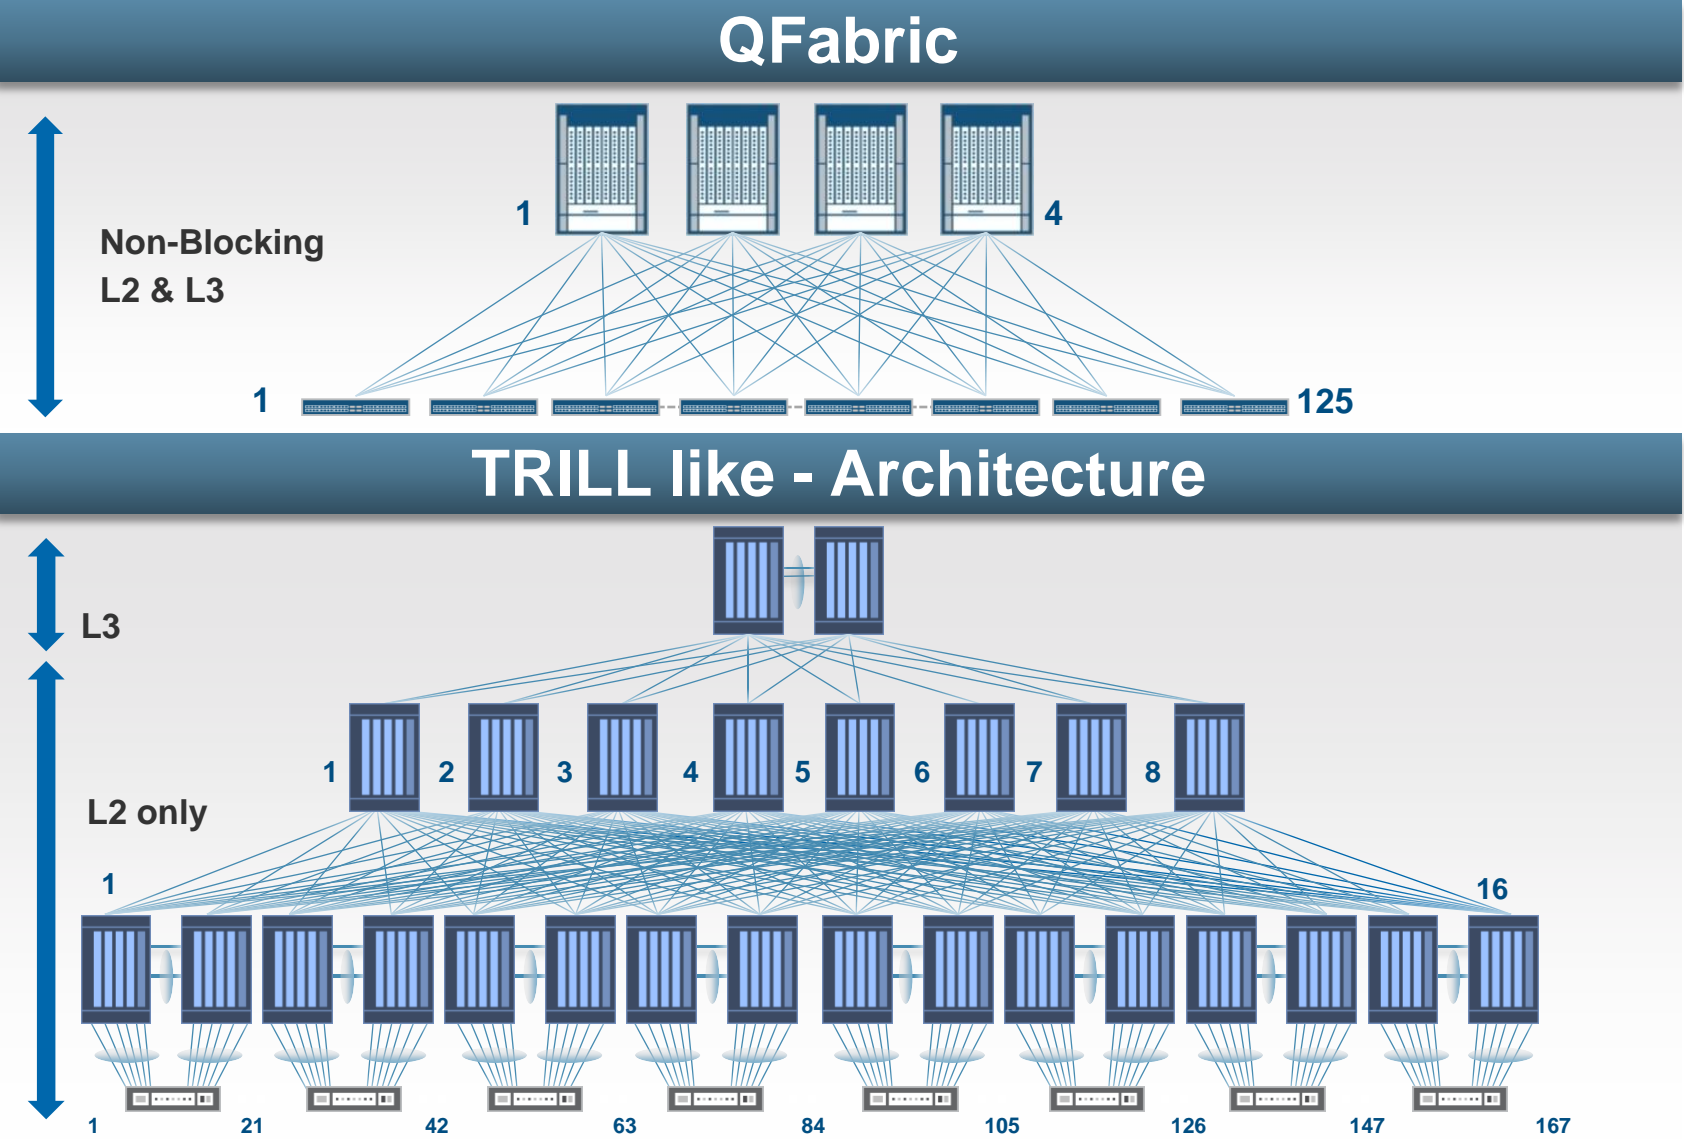 QFabric
1
4
Non-Blocking
L2 & L3
1
125
TRILL like - Architecture
L3
1 2 3 4 5 6 7 8
L2 only
1
16
1 21 42 63 84 105 126 147 167